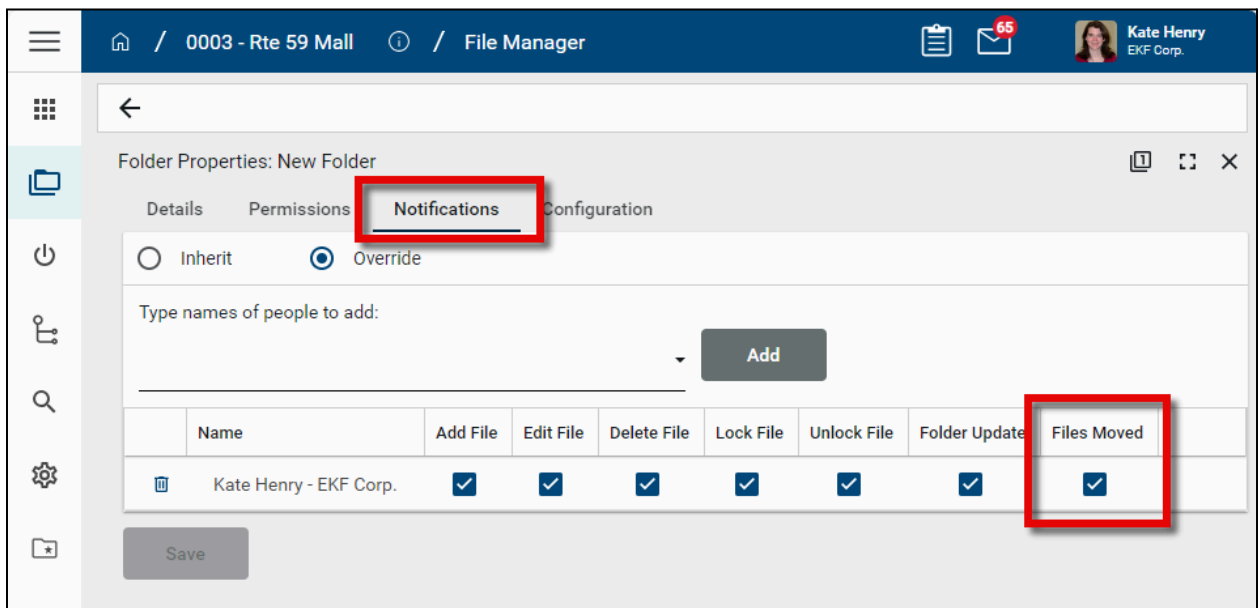 / 0003 - Rte 59 Mall / File Manager
65
Kate Henry
EKF Corp.
Folder Properties: New Folder
1
Details Permissions Notifications Configuration
Inherit Override
Type names of people to add:
Add
Name Add File Edit File Delete File Lock File Unlock File Folder Update Files Moved
Kate Henry - EKF Corp.
Save